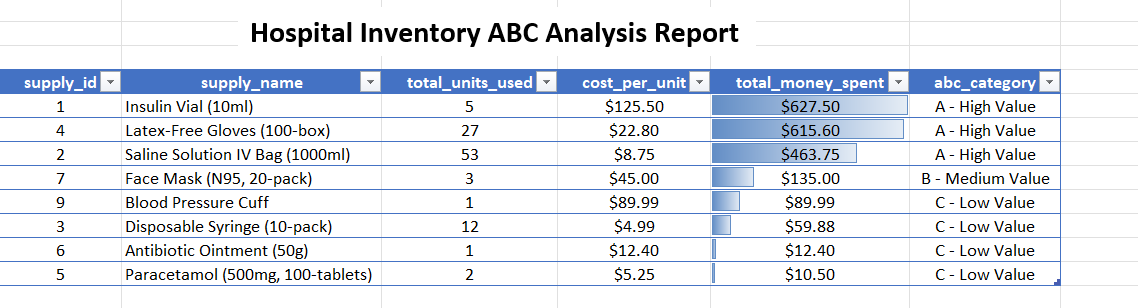 Hospital Inventory ABC Analysis Report
supply_id supply_name total_units_used cost_per_unit total_money_spent abc_category
1 Insulin Vial (10ml) 5 $125.50 $627.50 A - High Value
4 Latex-Free Gloves (100-box) 27 $22.80 $615.60 A - High Value
2 Saline Solution IV Bag (1000ml) 53 $8.75 $463.75 A - High Value
7 Face Mask (N95, 20-pack) 3 $45.00 $135.00 B - Medium Value
9 Blood Pressure Cuff 1 $89.99 $89.99 C - Low Value
3 Disposable Syringe (10-pack) 12 $4.99 $59.88 C - Low Value
6 Antibiotic Ointment (50g) 1 $12.40 $12.40 C - Low Value
5 Paracetamol (500mg, 100-tablets) 2 $5.25 $10.50 C - Low Value